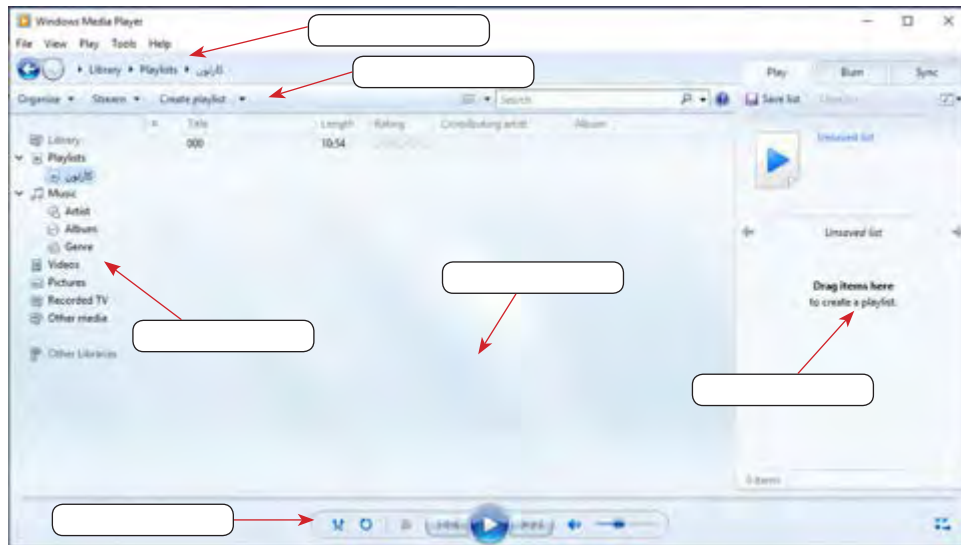 Windows Media Player
File View Play Tools Help
Library Playlists کارتون
Play Burn Sync
Organize Stream Create playlist
Search
Save list
Title Length Rating Contributing artist Album
000 10:54
Unsaved list
Library
Playlists
کارتون
Music
Artist
Album
Genre
Videos
Pictures
Recorded TV
Other media
Other Libraries
Unsaved list
Drag items here
to create a playlist.
0 items